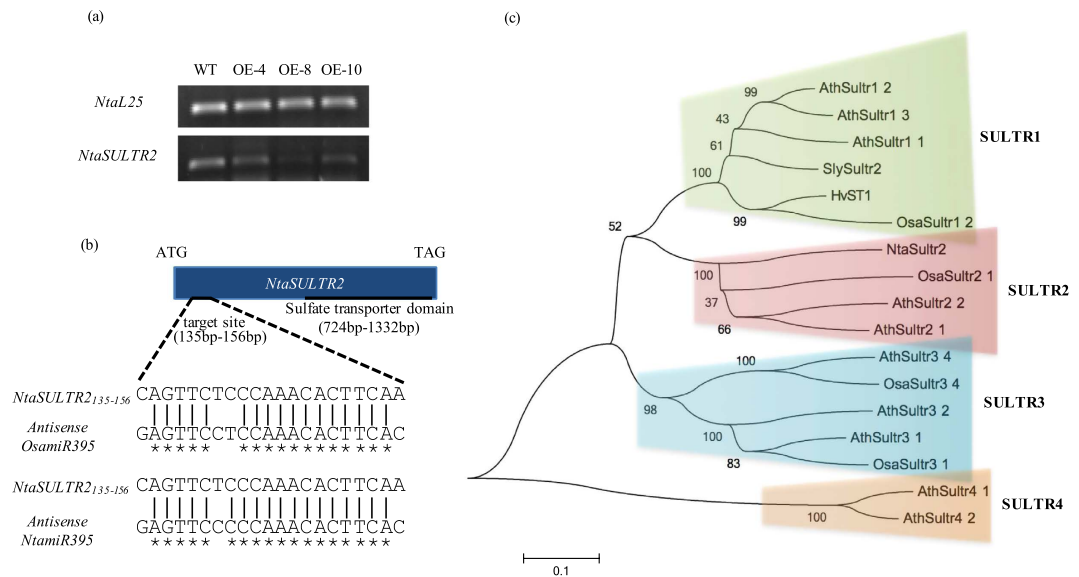 (a)
WT OE-4 OE-8 OE-10
NtaL25
NtaSULTR2
(b)
ATG TAG
NtaSULTR2
Sulfate transporter domain
(724bp-1332bp)
target site
(135bp-156bp)
NtaSULTR2135-156 CAGTTCTCCCAAACACTTCAA
Antisense
OsamiR395 GAGTTCCTCCAAACACTTCAC
***** ************
NtaSULTR2135-156 CAGTTCTCCCAAACACTTCAA
Antisense
NtamiR395 GAGTTCCCCCAAACACTTCAC
***** *************
(c)
99
AthSultr1 2
AthSultr1 3
43
AthSultr1 1
61
SlySultr2
100
HvST1
99
OsaSultr1 2
SULTR1
52
NtaSultr2
100
OsaSultr2 1
37
AthSultr2 2
66
AthSultr2 1
SULTR2
100
AthSultr3 4
OsaSultr3 4
98
AthSultr3 2
100
AthSultr3 1
83
OsaSultr3 1
SULTR3
AthSultr4 1
100
AthSultr4 2
SULTR4
0.1